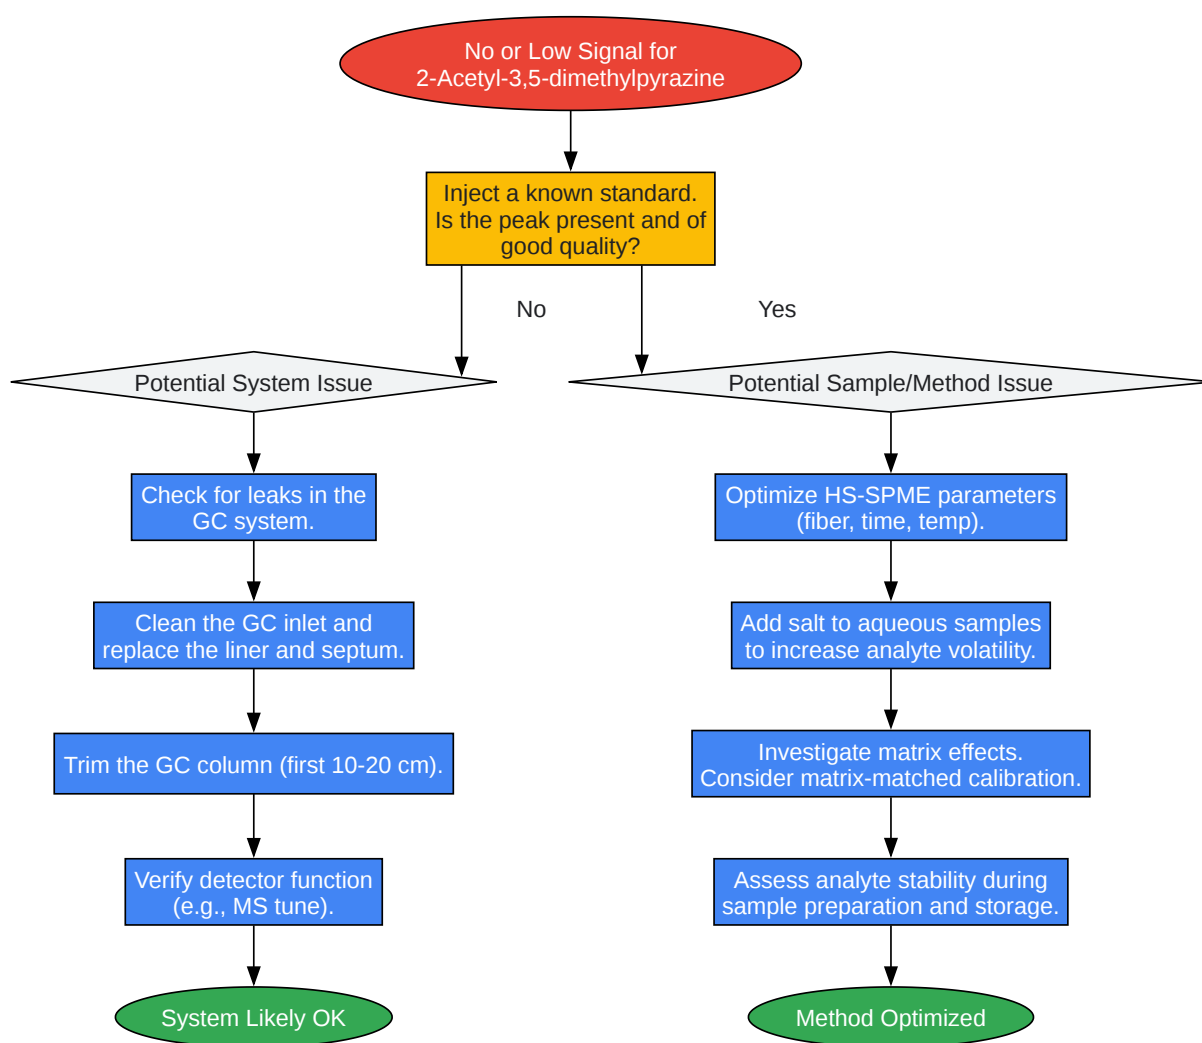 No or Low Signal for
2-Acetyl-3,5-dimethylpyrazine
Inject a known standard.
Is the peak present and of
good quality?
No
Yes
Potential System Issue
Potential Sample/Method Issue
Check for leaks in the
GC system.
Optimize HS-SPME parameters
(fiber, time, temp).
Clean the GC inlet and
replace the liner and septum.
Add salt to aqueous samples
to increase analyte volatility.
Trim the GC column (first 10-20 cm).
Investigate matrix effects.
Consider matrix-matched calibration.
Verify detector function
(e.g., MS tune).
Assess analyte stability during
sample preparation and storage.
System Likely OK
Method Optimized